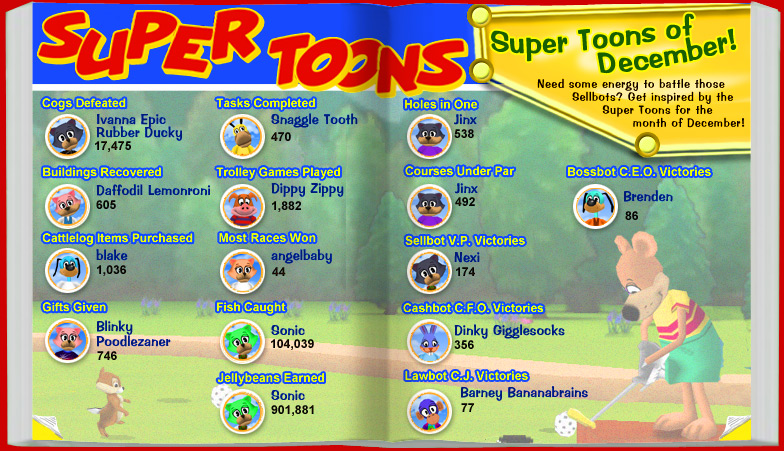 SUPER TOONS
Super Toons of
December!
Need some energy to battle those
Sellbots? Get inspired by the
Super Toons for the
month of December!
Cogs Defeated
Ivanna Epic
Rubber Ducky
17,475
Buildings Recovered
Daffodil Lemonroni
605
Cattlelog Items Purchased
blake
1,036
Gifts Given
Blinky
Poodlezaner
746
Tasks Completed
Snaggle Tooth
470
Trolley Games Played
Dippy Zippy
1,882
Most Races Won
angelbaby
44
Fish Caught
Sonic
104,039
Jellybeans Earned
Sonic
901,881
Holes in One
Jinx
538
Courses Under Par
Jinx
492
Sellbot V.P. Victories
Nexi
174
Cashbot C.F.O. Victories
Dinky Gigglesocks
356
Lawbot C.J. Victories
Barney Bananabrains
77
Bossbot C.E.O. Victories
Brenden
86